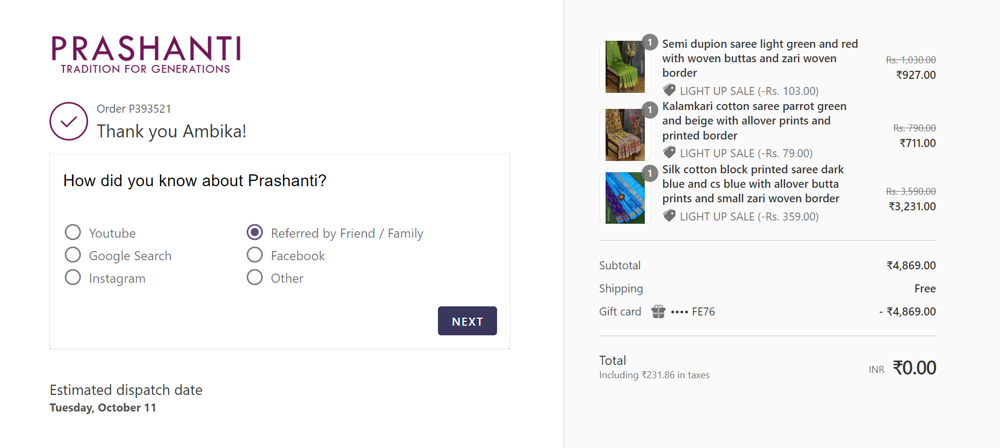 PRASHANTI
TRADITION FOR GENERATIONS
Order P393521
Thank you Ambika!
How did you know about Prashanti?
Youtube
Referred by Friend / Family
Google Search
Facebook
Instagram
Other
NEXT
Estimated dispatch date
Tuesday, October 11
1
Semi dupion saree light green and red
with woven buttas and zari woven
border
LIGHT UP SALE (-Rs. 103.00)
Rs. 1,030.00
₹927.00
1
Kalamkari cotton saree parrot green
and beige with allover prints and
printed border
LIGHT UP SALE (-Rs. 79.00)
Rs. 790.00
₹711.00
1
Silk cotton block printed saree dark
blue and cs blue with allover butta
prints and small zari woven border
LIGHT UP SALE (-Rs. 359.00)
Rs. 3,590.00
₹3,231.00
Subtotal ₹4,869.00
Shipping Free
Gift card •••• FE76 - ₹4,869.00
Total
Including ₹231.86 in taxes
INR ₹0.00
PRASHANTI
PRASHANTI
PRASHANTI